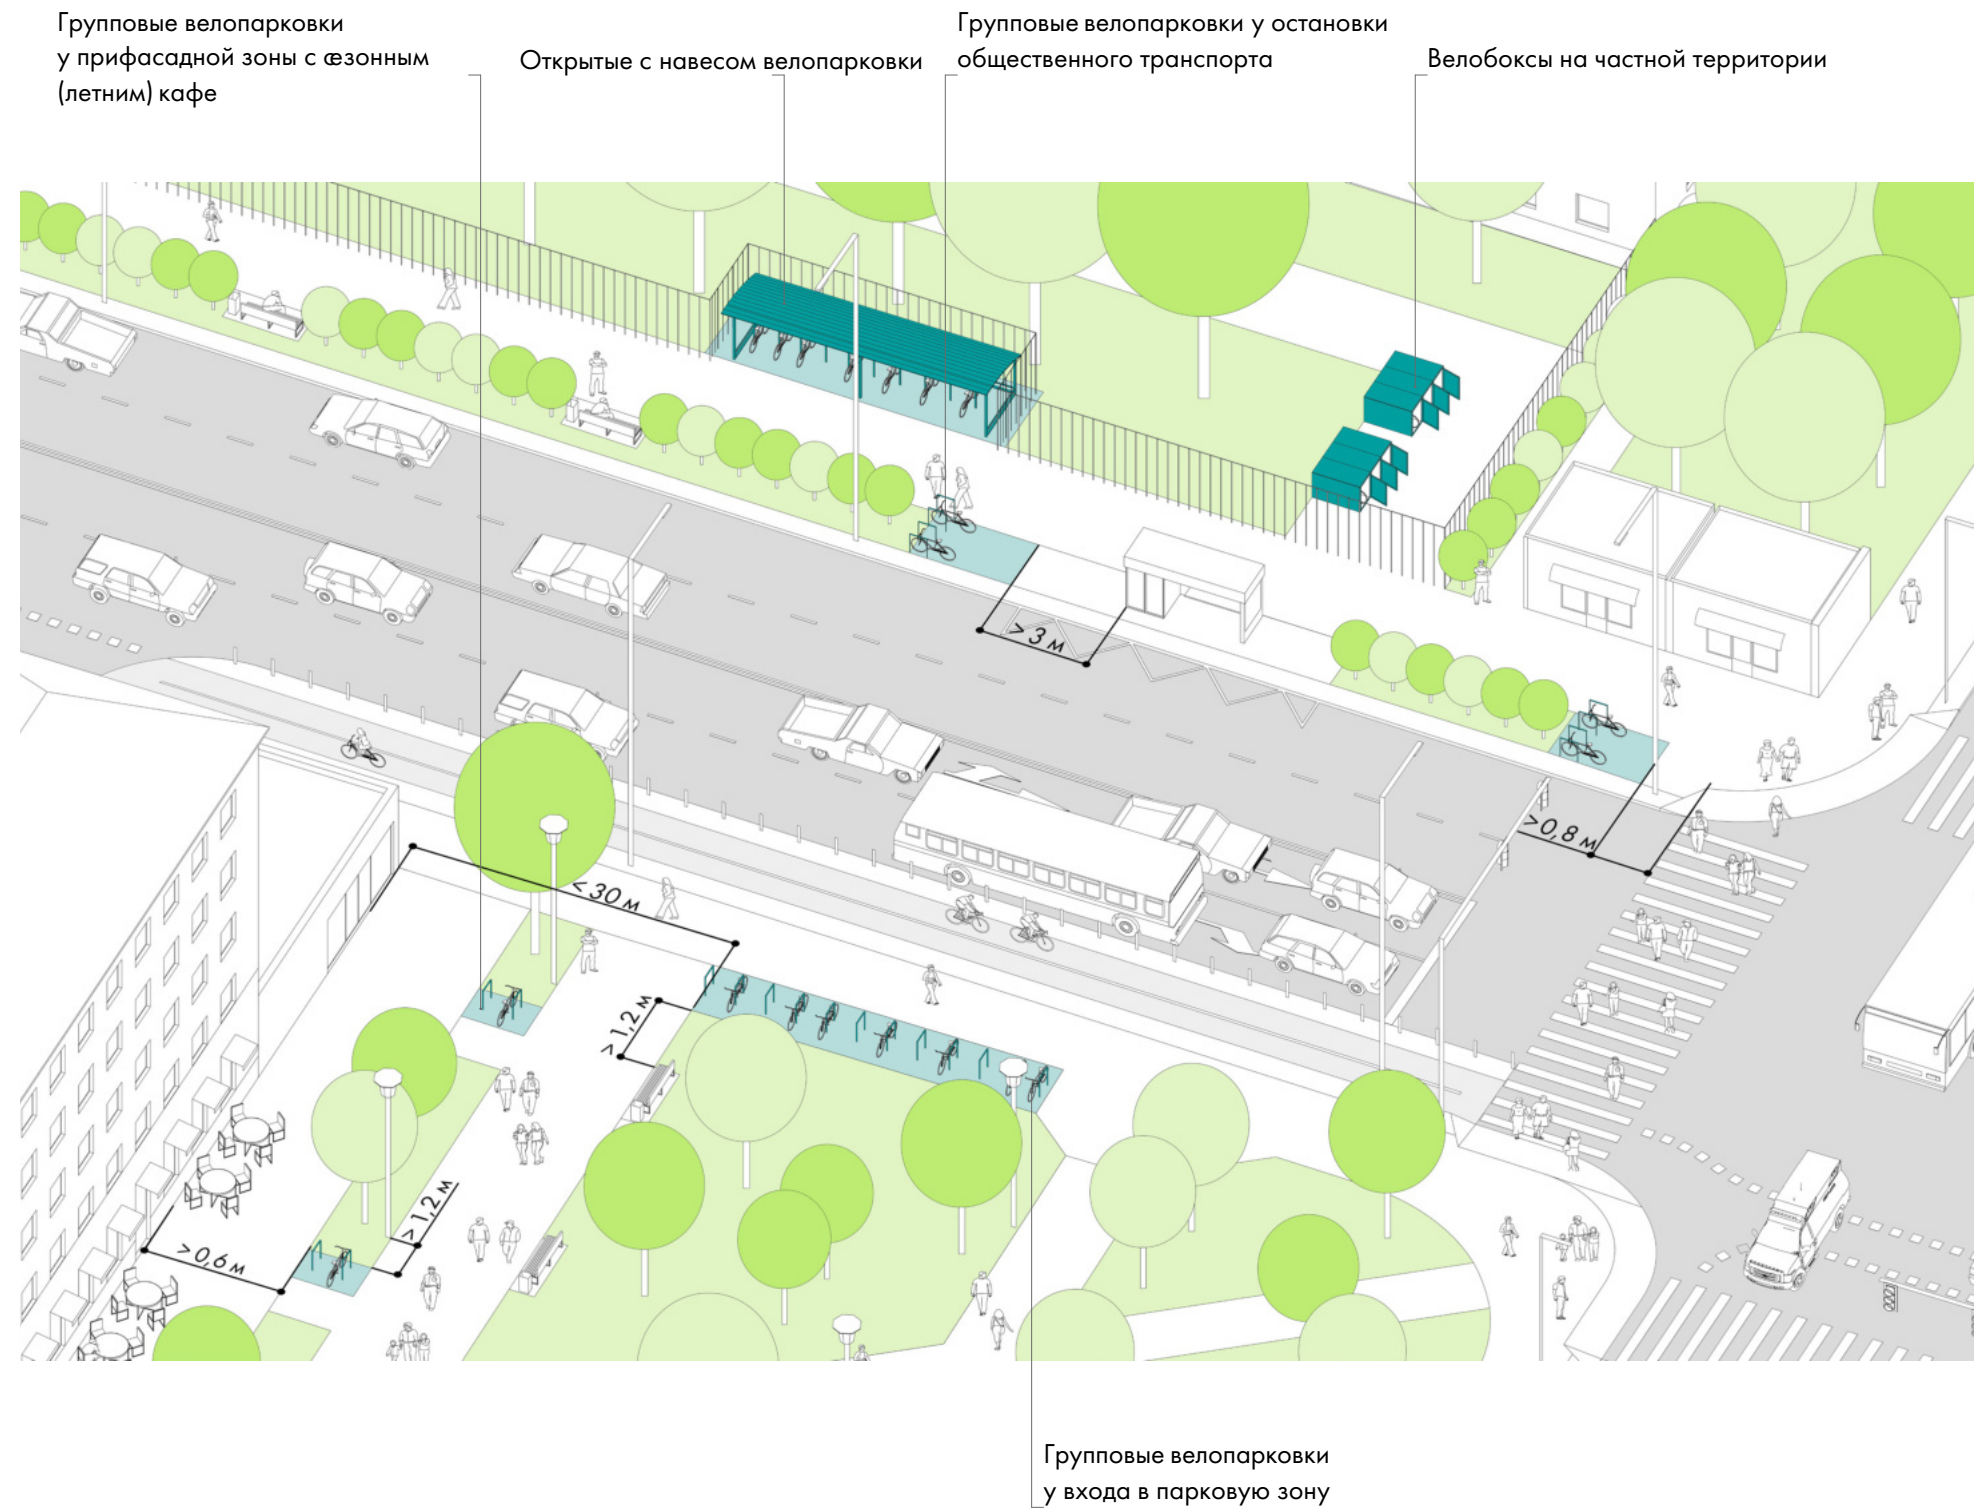 Групповые велопарковки
у прифасадной зоны с сезонным
(летним) кафе
Открытые с навесом велопарковки
Групповые велопарковки у остановки
общественного транспорта
Велобоксы на частной территории
> 3 м
>0,8 м
<30 м
>1,2 м
>1,2 м
>0,6 м
Групповые велопарковки
у входа в парковую зону